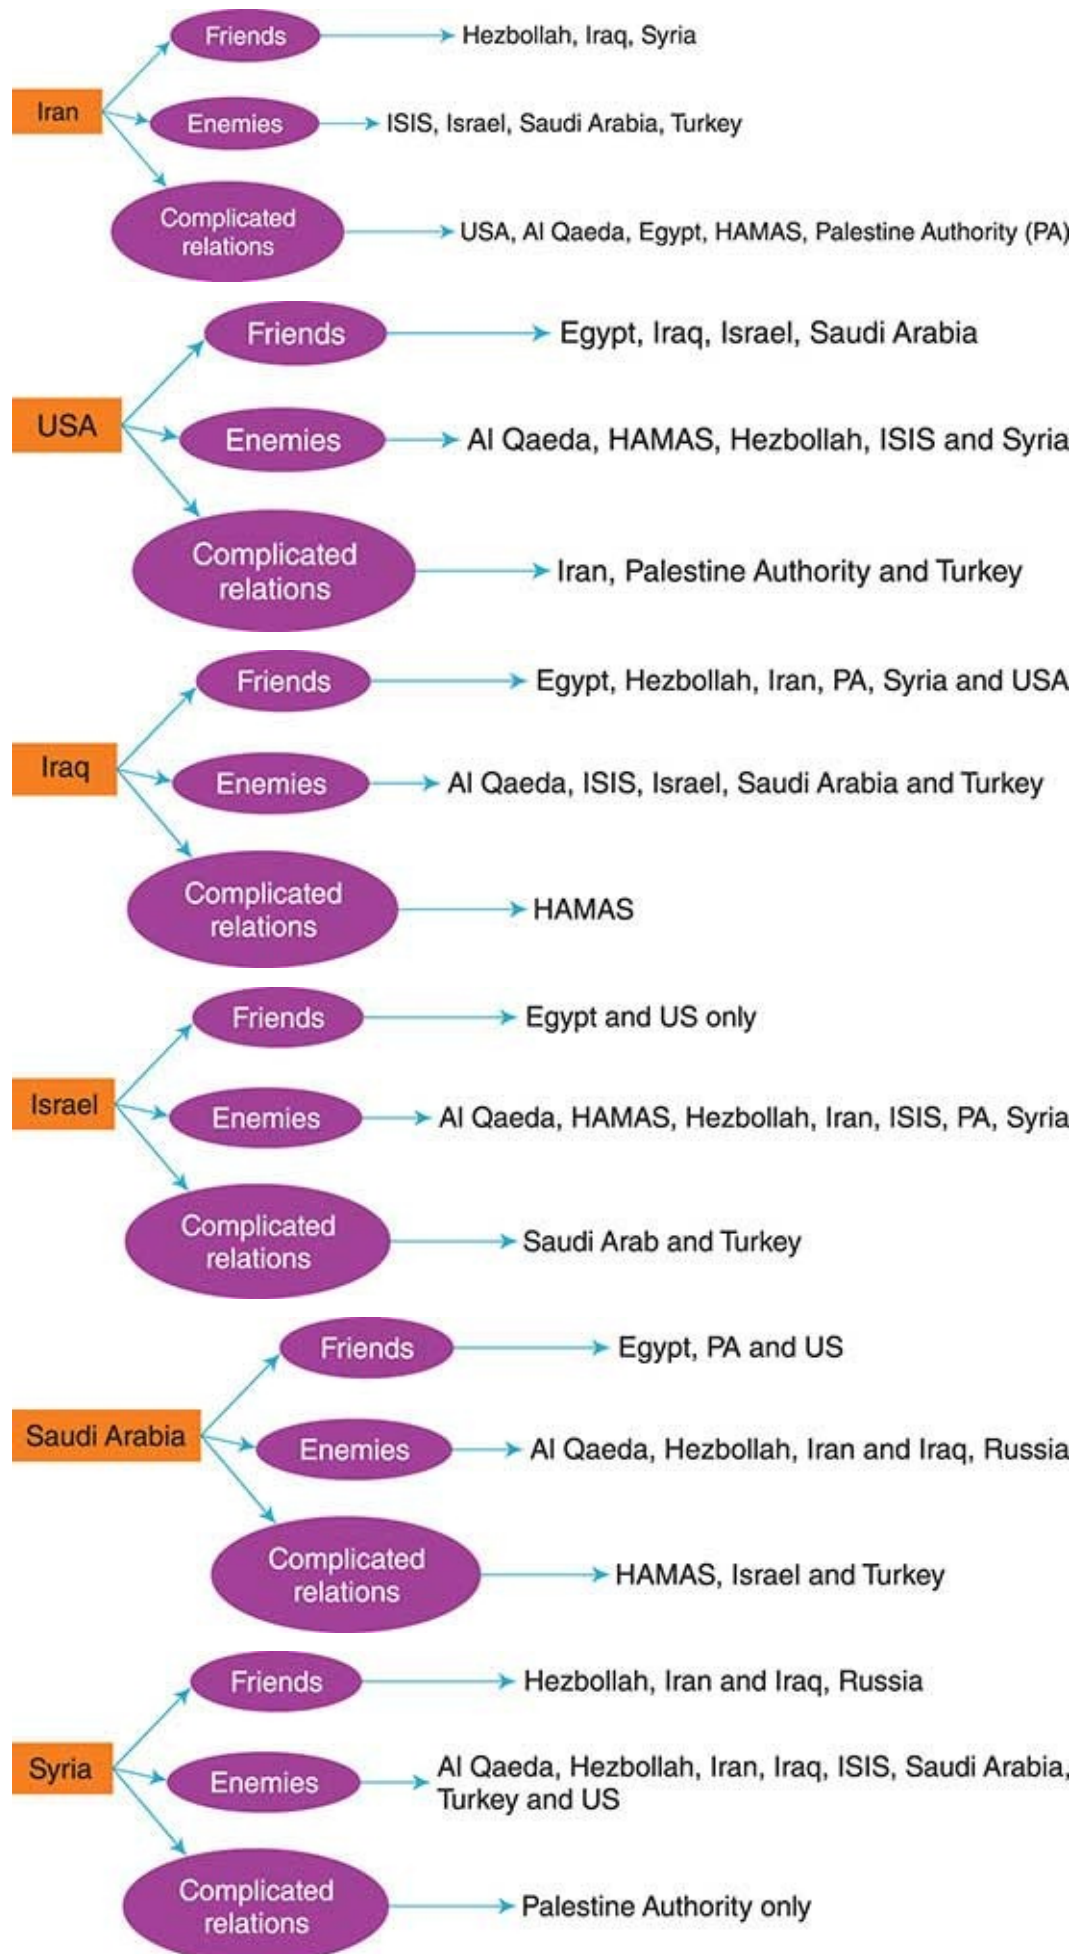 Friends
Hezbollah, Iraq, Syria
Iran
Enemies
ISIS, Israel, Saudi Arabia, Turkey
Complicated
relations
USA, Al Qaeda, Egypt, HAMAS, Palestine Authority (PA)
Friends
Egypt, Iraq, Israel, Saudi Arabia
USA
Enemies
Al Qaeda, HAMAS, Hezbollah, ISIS and Syria
Complicated
relations
Iran, Palestine Authority and Turkey
Friends
Egypt, Hezbollah, Iran, PA, Syria and USA
Iraq
Enemies
Al Qaeda, ISIS, Israel, Saudi Arabia and Turkey
Complicated
relations
HAMAS
Friends
Egypt and US only
Israel
Enemies
Al Qaeda, HAMAS, Hezbollah, Iran, ISIS, PA, Syria
Complicated
relations
Saudi Arab and Turkey
Friends
Egypt, PA and US
Saudi Arabia
Enemies
Al Qaeda, Hezbollah, Iran and Iraq, Russia
Complicated
relations
HAMAS, Israel and Turkey
Friends
Hezbollah, Iran and Iraq, Russia
Syria
Enemies
Al Qaeda, Hezbollah, Iran, Iraq, ISIS, Saudi Arabia,
Turkey and US
Complicated
relations
Palestine Authority only